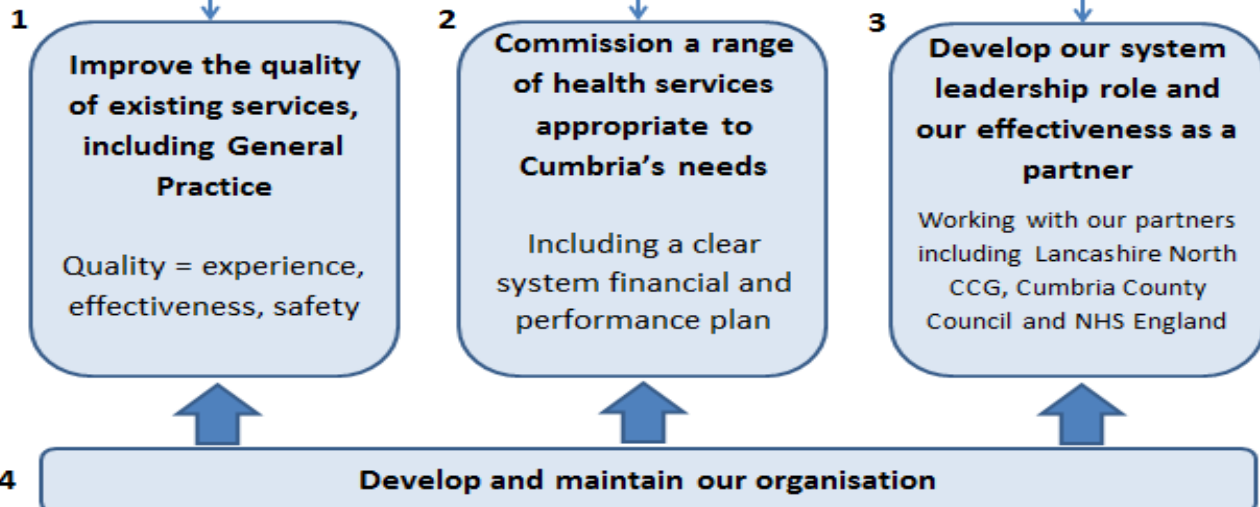 1
Improve the quality
of existing services,
including General
Practice
Quality = experience,
effectiveness, safety
2
Commission a range
of health services
appropriate to
Cumbria’s needs
Including a clear
system financial and
performance plan
3
Develop our system
leadership role and
our effectiveness as a
partner
Working with our partners
including Lancashire North
CCG, Cumbria County
Council and NHS England
4
Develop and maintain our organisation